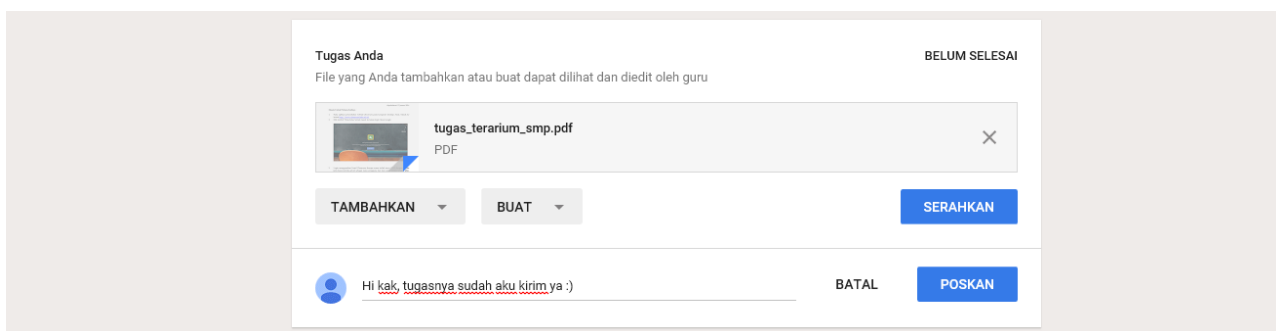 Tugas Anda
BELUM SELESAI
File yang Anda tambahkan atau buat dapat dilihat dan diedit oleh guru
tugas_terarium_smp.pdf
PDF
TAMBAHKAN
BUAT
SERAHKAN
Hi kak, tugasnya sudah aku kirim ya :)
BATAL
POSKAN